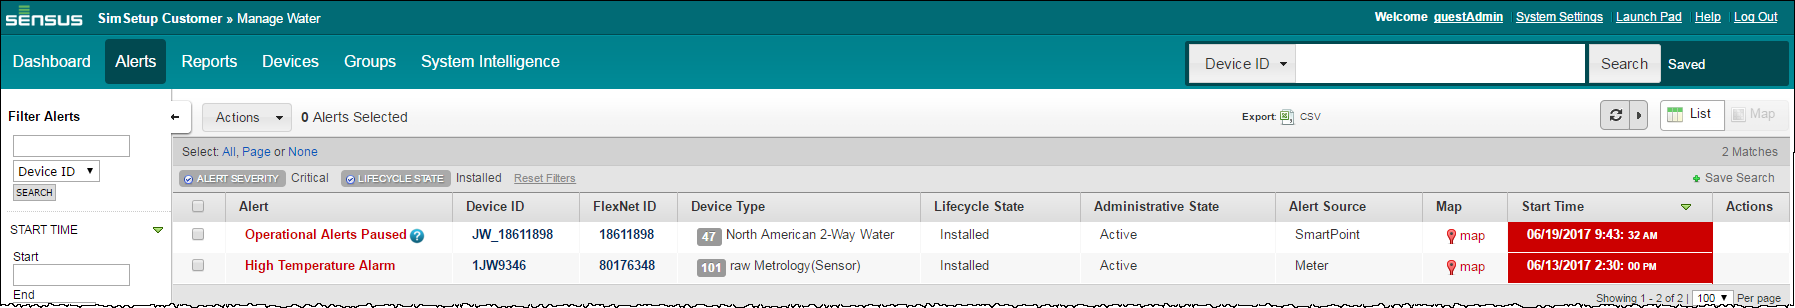 sensus SimSetup Customer » Manage Water Welcome guestAdmin System Settings Launch Pad Help Log Out
Dashboard Alerts Reports Devices Groups System Intelligence Device ID Search Saved
Filter Alerts
Actions 0 Alerts Selected Export: CSV List Map
Device ID
SEARCH
Select: All, Page or None 2 Matches
ALERT SEVERITY Critical LIFECYCLE STATE Installed Reset Filters Save Search
Alert Device ID FlexNet ID Device Type Lifecycle State Administrative State Alert Source Map Start Time Actions
START TIME
Operational Alerts Paused ? JW_18611898 18611898 47 North American 2-Way Water Installed Active SmartPoint map 06/19/2017 9:43: 32 AM
Start
High Temperature Alarm 1JW9346 80176348 101 raw Metrology(Sensor) Installed Active Meter map 06/13/2017 2:30: 00 PM
End
Showing 1 - 2 of 2 | 100 Per page